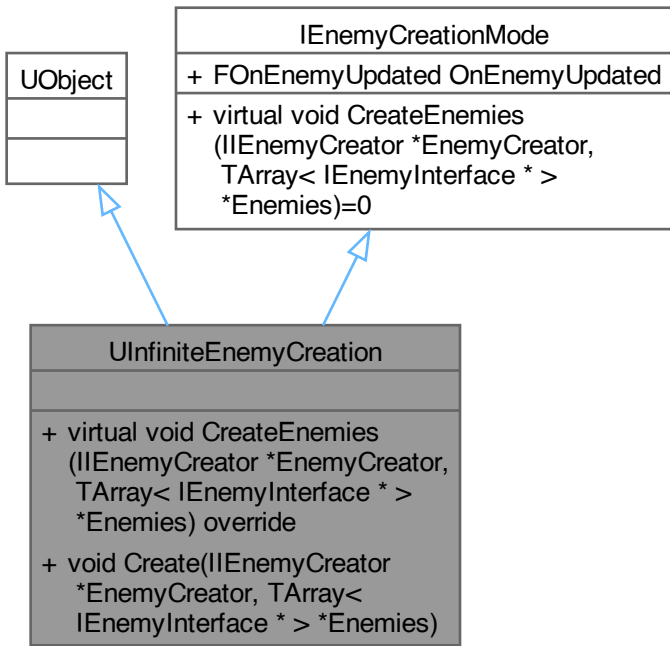 UObject
IEnemyCreationMode
+ FOnEnemyUpdated OnEnemyUpdated
+ virtual void CreateEnemies
(IIEnemyCreator *EnemyCreator,
TArray< IEnemyInterface * >
*Enemies)=0
UInfiniteEnemyCreation
+ virtual void CreateEnemies
(IIEnemyCreator *EnemyCreator,
TArray< IEnemyInterface * >
*Enemies) override
+ void Create(IIEnemyCreator
*EnemyCreator, TArray<
IEnemyInterface * > *Enemies)